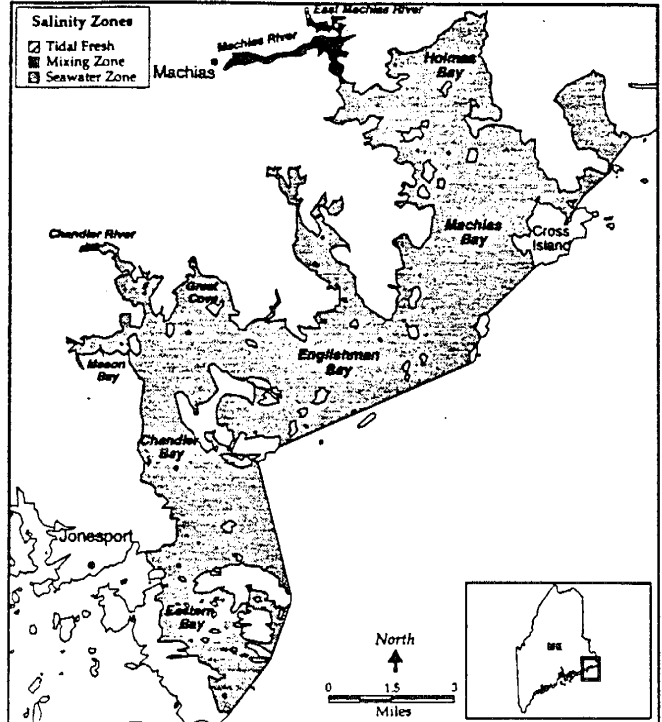 Salinity Zones
Tidal Fresh
Mixing Zone
Seawater Zone
East Machias River
Machias River
Machias
Holmes
Bay
Machias
Bay
Cross
Island
Chandler River
Great
Cove
Englishman
Bay
Mason
Bay
Chandler
Bay
Jonesport
Eastern
Bay
North
0 1.5 3
Miles
ME